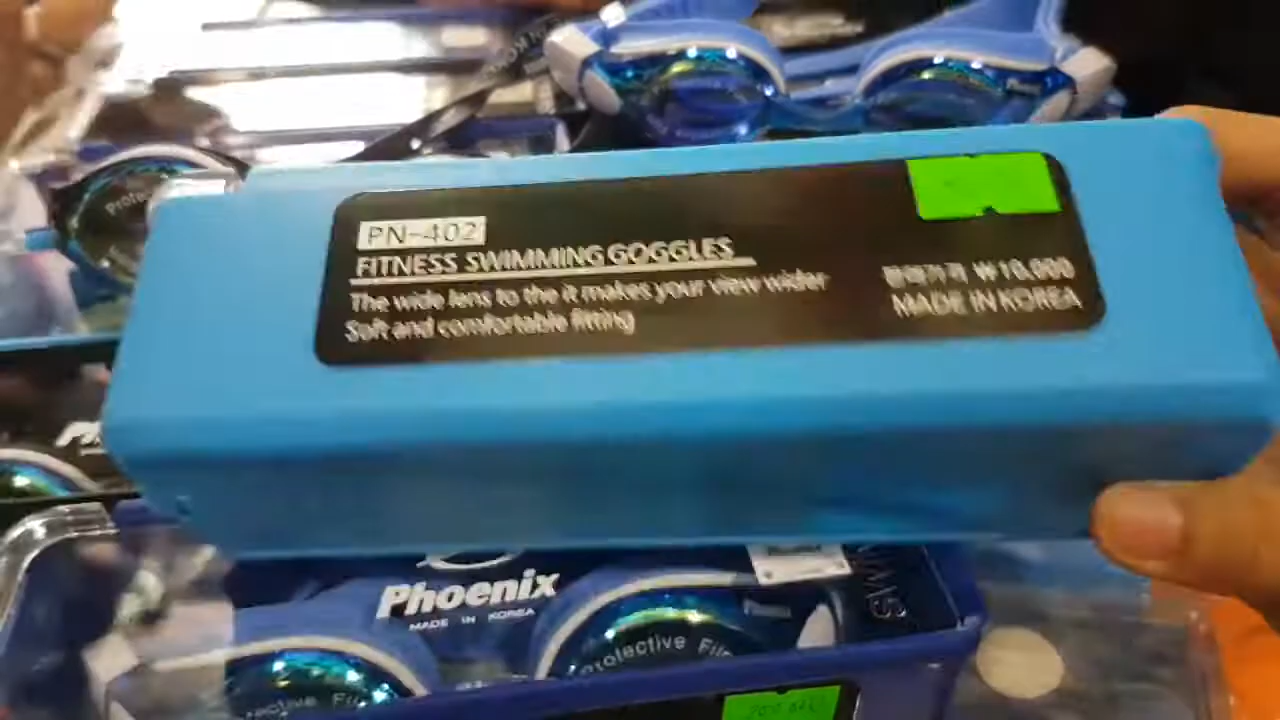 PN-402
FITNESS SWIMMING GOGGLES
The wide lens to the it makes your view wider
Soft and comfortable fitting
₩10,000
MADE IN KOREA
Phoenix
MADE IN KOREA
Protective Fil